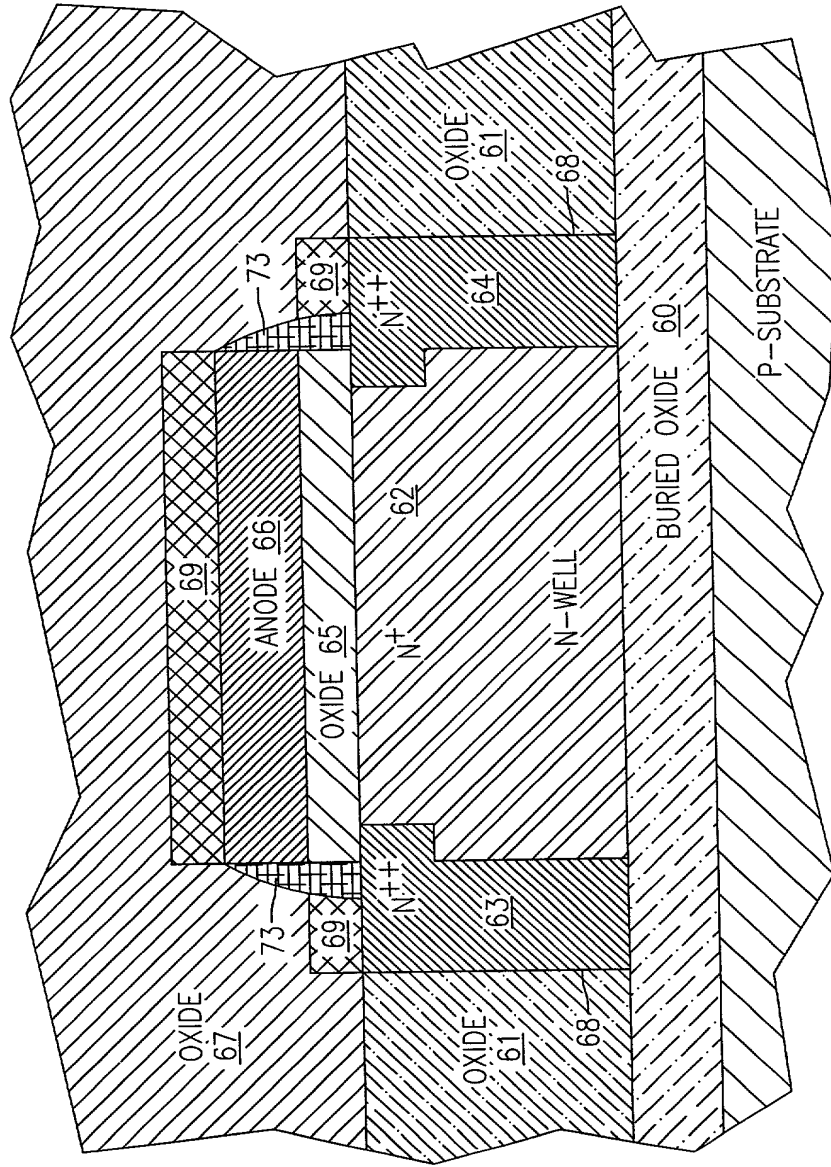 OXIDE
67
69
ANODE 66
73
73
69
69
OXIDE 65
N++
N++
N+
62
63
64
OXIDE
61
OXIDE
61
N-WELL
68
68
BURIED OXIDE 60
P-SUBSTRATE